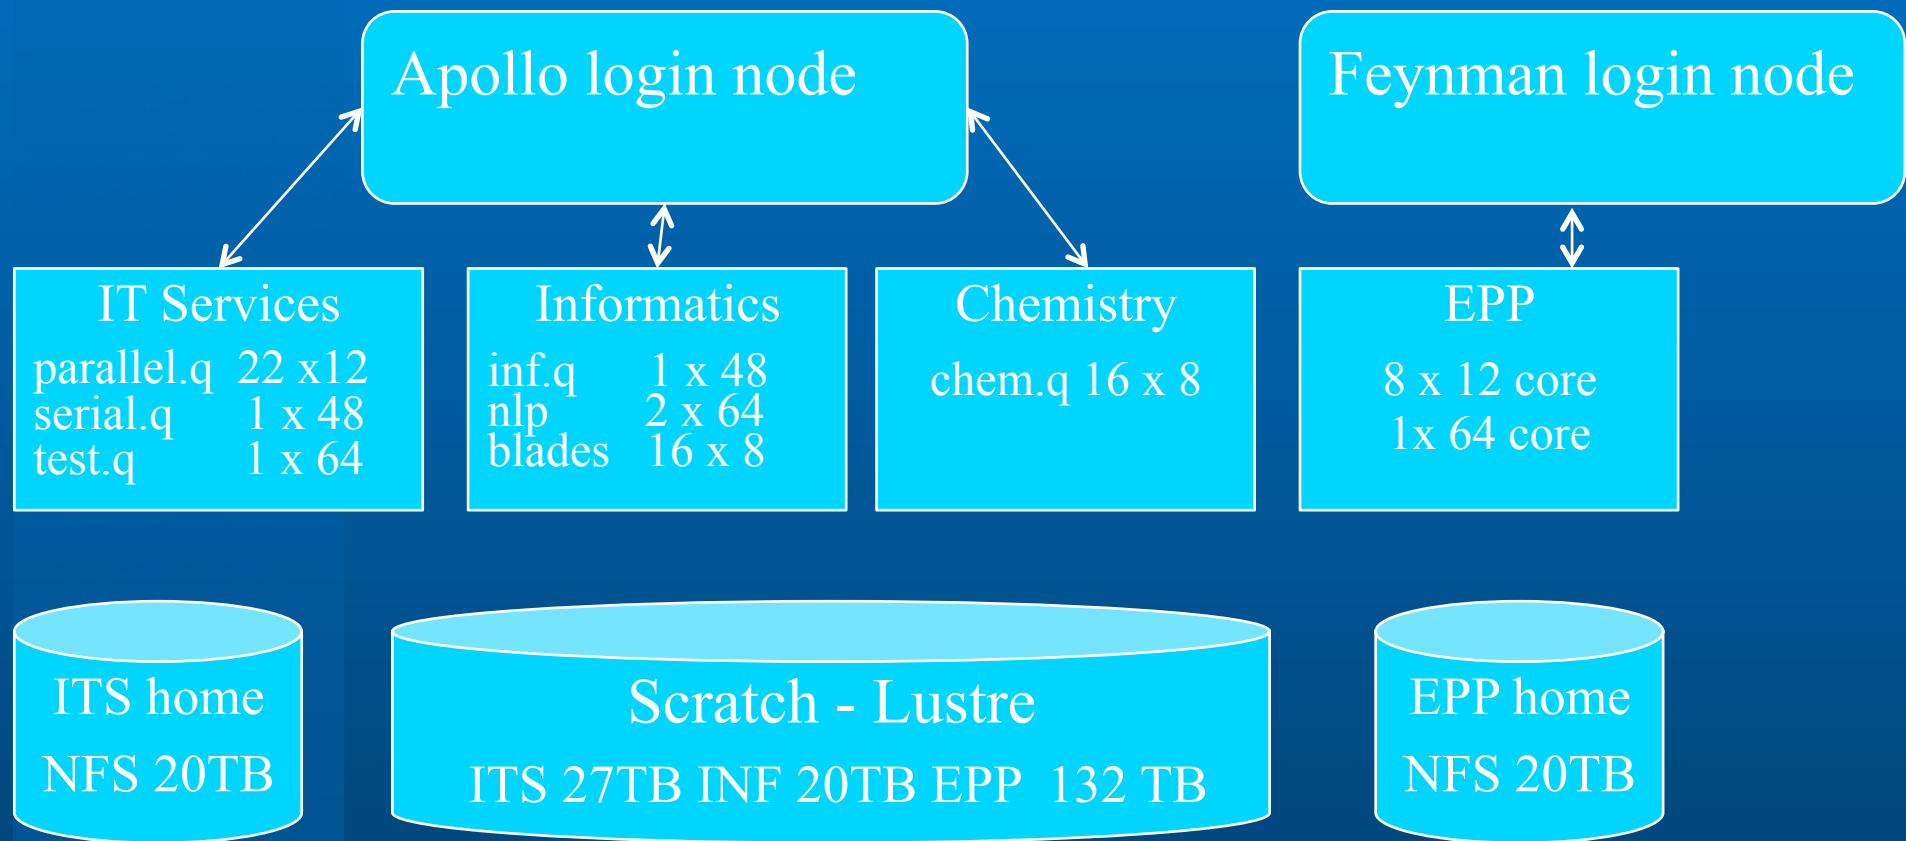 Apollo login node
Feynman login node
IT Services
parallel.q 22 x12
serial.q 1 x 48
test.q 1 x 64
Informatics
inf.q 1 x 48
nlp 2 x 64
blades 16 x 8
Chemistry
chem.q 16 x 8
EPP
8 x 12 core
1x 64 core
ITS home
NFS 20TB
Scratch - Lustre
ITS 27TB INF 20TB EPP 132 TB
EPP home
NFS 20TB